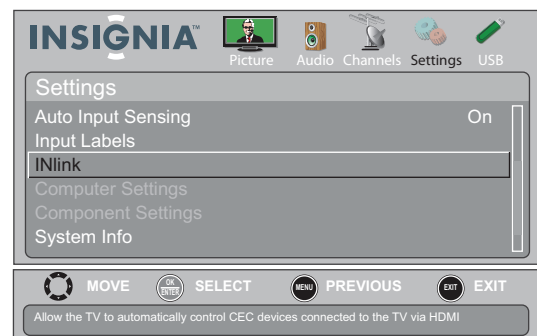 INSIGNIA™
Picture Audio Channels Settings USB
Settings
Auto Input Sensing On
Input Labels
INlink
Computer Settings
Component Settings
System Info
MOVE OK ENTER SELECT MENU PREVIOUS EXIT EXIT
Allow the TV to automatically control CEC devices connected to the TV via HDMI